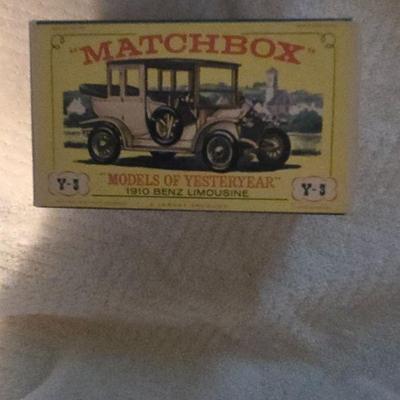 "MATCHBOX"
"MODELS OF YESTERYEAR"
Y-3 Y-3
1910 BENZ LIMOUSINE